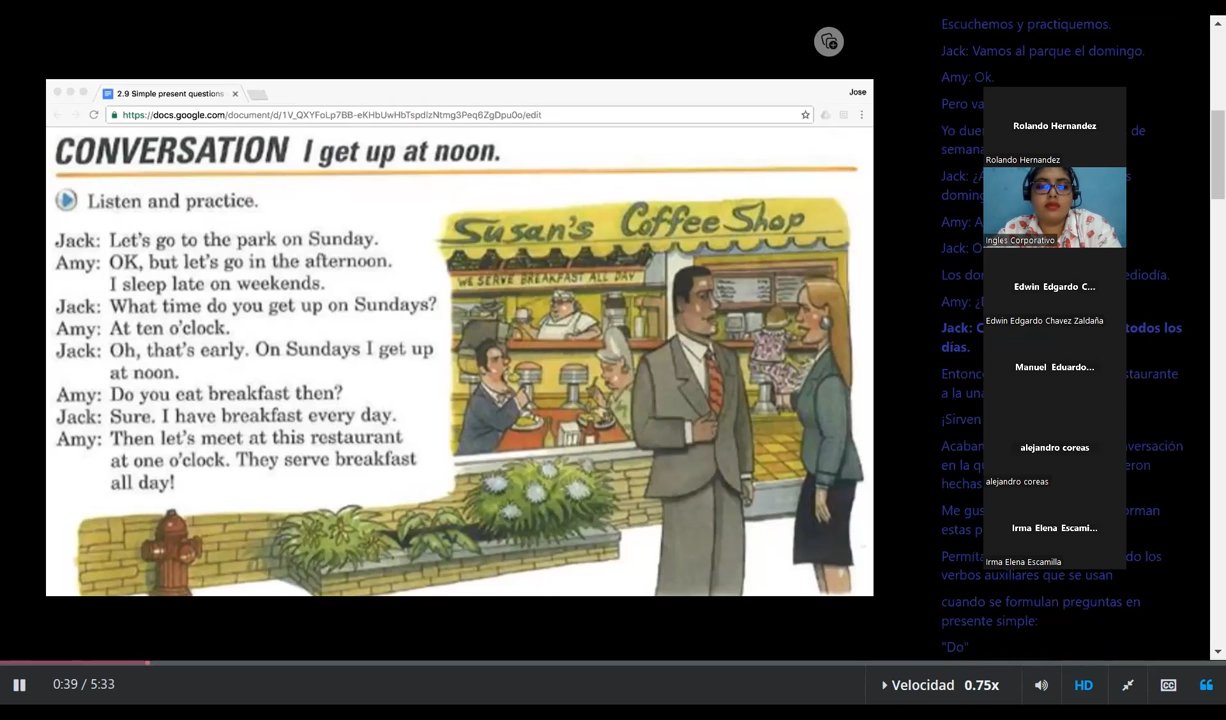 2.9 Simple present questions
Jose
https://docs.google.com/document/d/1V_QXYFoLp7BB-eKHbUwHbTspdlzNtmg3Peq6ZgDpu0o/edit
CONVERSATION I get up at noon.
Listen and practice.
Jack: Let's go to the park on Sunday.
Amy: OK, but let's go in the afternoon.
I sleep late on weekends.
Jack: What time do you get up on Sundays?
Amy: At ten o'clock.
Jack: Oh, that's early. On Sundays I get up
at noon.
Amy: Do you eat breakfast then?
Jack: Sure. I have breakfast every day.
Amy: Then let's meet at this restaurant
at one o'clock. They serve breakfast
all day!
Susan's Coffee Shop
WE SERVE BREAKFAST ALL DAY
Escuchemos y practiquemos.
Jack: Vamos al parque el domingo.
Amy: Ok.
Pero va
Yo due de
semana
Jack: ¿A s
doming
Amy: A
Jack: O
Los do ediodía.
Amy: ¿
Jack: C todos los
días.
Entonc staurante
a la un
¡Sirven
Acabar versación
en la q eron
hechas
Me gus orman
estas p
Permíta do los
verbos auxiliares que se usan
cuando se formulan preguntas en
presente simple:
"Do"
Rolando Hernandez
Rolando Hernandez
Ingles Corporativo
Edwin Edgardo C...
Edwin Edgardo Chavez Zaldaña
Manuel Eduardo...
alejandro coreas
alejandro coreas
Irma Elena Escami...
Irma Elena Escamilla
0:39 / 5:33
Velocidad 0.75x
HD
CC